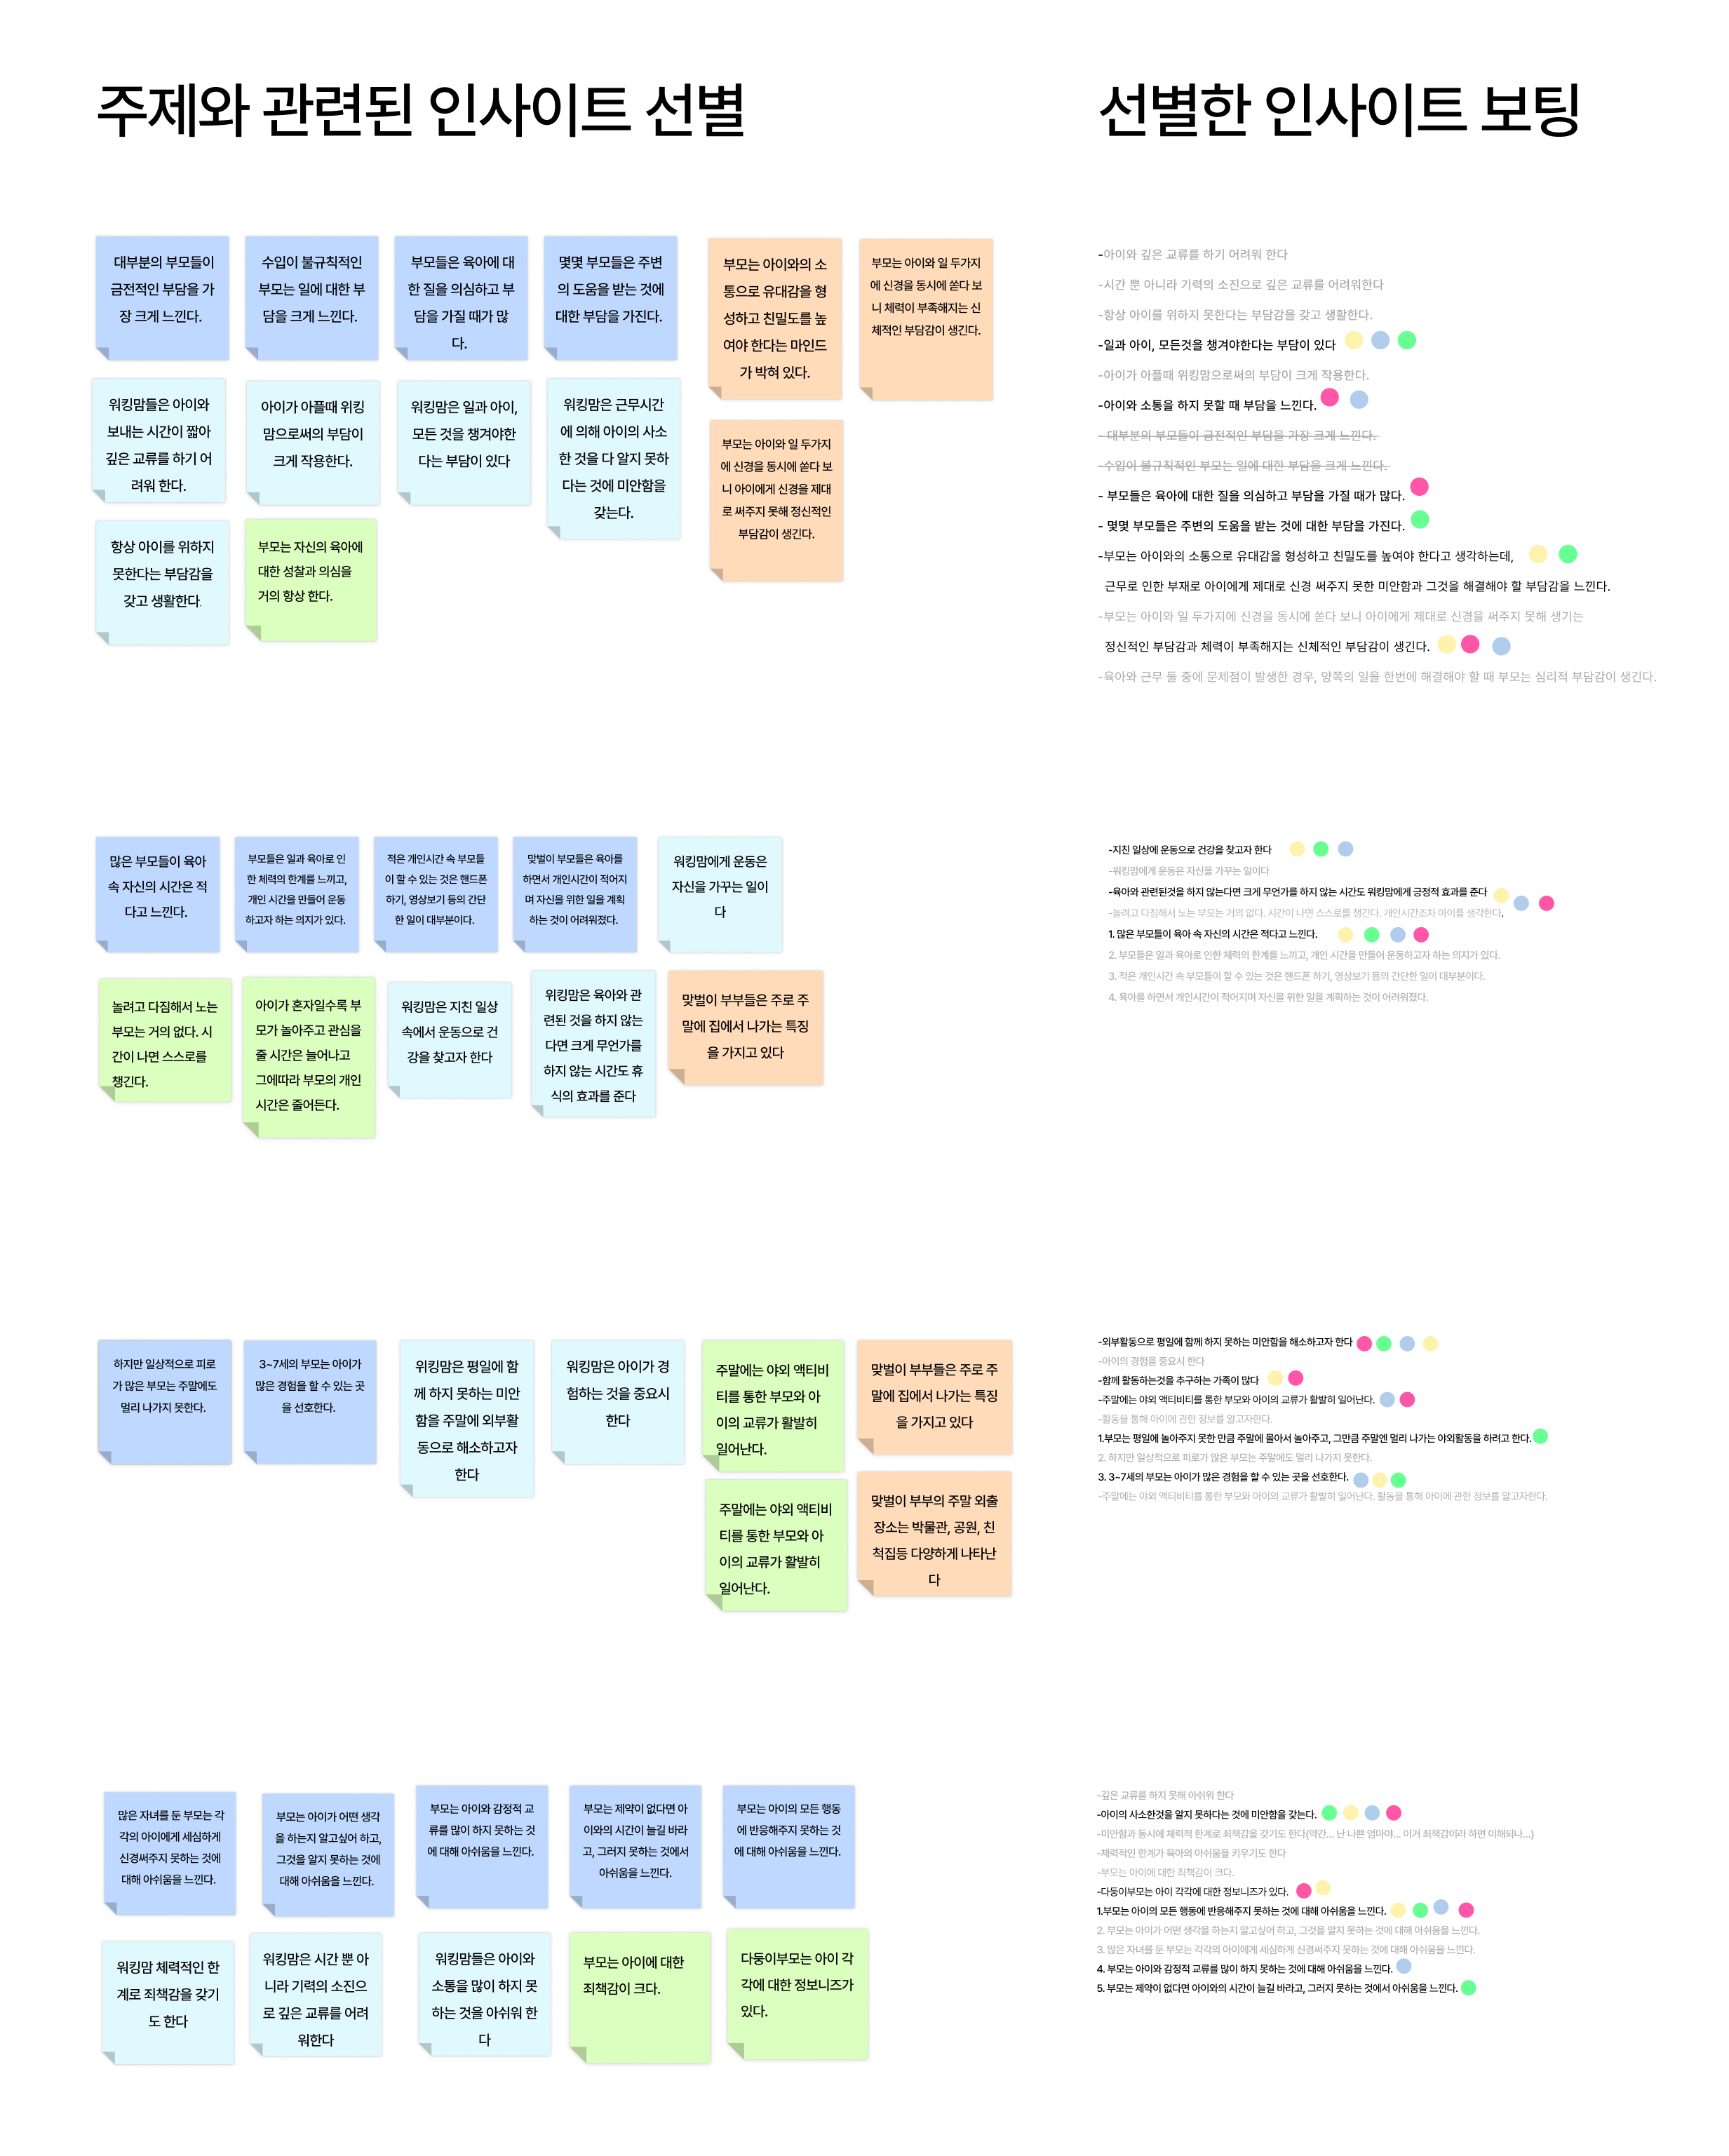 주제와 관련된 인사이트 선별
선별한 인사이트 보팅
대부분의 부모들이
금전적인 부담을 가
장 크게 느낀다.
수입이 불규칙적인
부모는 일에 대한 부
담을 크게 느낀다.
부모들은 육아에 대
한 질을 의심하고 부
담을 가질 때가 많
다.
몇몇 부모들은 주변
의 도움을 받는 것에
대한 부담을 가진다.
부모는 아이와의 소
통으로 유대감을 형
성하고 친밀도를 높
여야 한다는 마인드
가 박혀 있다.
부모는 아이와 일 두가지
에 신경을 동시에 쏟다 보
니 체력이 부족해지는 신
체적인 부담감이 생긴다.
워킹맘들은 아이와
보내는 시간이 짧아
깊은 교류를 하기 어
려워 한다.
아이가 아플때 위킹
맘으로써의 부담이
크게 작용한다.
워킹맘은 일과 아이,
모든 것을 챙겨야한
다는 부담이 있다
워킹맘은 근무시간
에 의해 아이의 사소
한 것을 다 알지 못하
다는 것에 미안함을
갖는다.
부모는 아이와 일 두가지
에 신경을 동시에 쏟다 보
니 아이에게 신경을 제대
로 써주지 못해 정신적인
부담감이 생긴다.
항상 아이를 위하지
못한다는 부담감을
갖고 생활한다.
부모는 자신의 육아에
대한 성찰과 의심을
거의 항상 한다.
-아이와 깊은 교류를 하기 어려워 한다
-시간 뿐 아니라 기력의 소진으로 깊은 교류를 어려워한다
-항상 아이를 위하지 못한다는 부담감을 갖고 생활한다.
-일과 아이, 모든것을 챙겨야한다는 부담이 있다
-아이가 아플때 위킹맘으로써의 부담이 크게 작용한다.
-아이와 소통을 하지 못할 때 부담을 느낀다.
- 대부분의 부모들이 금전적인 부담을 가장 크게 느낀다.
-수입이 불규칙적인 부모는 일에 대한 부담을 크게 느낀다.
- 부모들은 육아에 대한 질을 의심하고 부담을 가질 때가 많다.
- 몇몇 부모들은 주변의 도움을 받는 것에 대한 부담을 가진다.
-부모는 아이와의 소통으로 유대감을 형성하고 친밀도를 높여야 한다고 생각하는데,
근무로 인한 부재로 아이에게 제대로 신경 써주지 못한 미안함과 그것을 해결해야 할 부담감을 느낀다.
-부모는 아이와 일 두가지에 신경을 동시에 쏟다 보니 아이에게 제대로 신경을 써주지 못해 생기는
정신적인 부담감과 체력이 부족해지는 신체적인 부담감이 생긴다.
-육아와 근무 둘 중에 문제점이 발생한 경우, 양쪽의 일을 한번에 해결해야 할 때 부모는 심리적 부담감이 생긴다.
많은 부모들이 육아
속 자신의 시간은 적
다고 느낀다.
부모들은 일과 육아로 인
한 체력의 한계를 느끼고,
개인 시간을 만들어 운동
하고자 하는 의지가 있다.
적은 개인시간 속 부모들
이 할 수 있는 것은 핸드폰
하기, 영상보기 등의 간단
한 일이 대부분이다.
맞벌이 부모들은 육아를
하면서 개인시간이 적어지
며 자신을 위한 일을 계획
하는 것이 어려워졌다.
워킹맘에게 운동은
자신을 가꾸는 일이
다
놀려고 다짐해서 노는
부모는 거의 없다. 시
간이 나면 스스로를
챙긴다.
아이가 혼자일수록 부
모가 놀아주고 관심을
줄 시간은 늘어나고
그에따라 부모의 개인
시간은 줄어든다.
워킹맘은 지친 일상
속에서 운동으로 건
강을 찾고자 한다
위킹맘은 육아와 관
련된 것을 하지 않는
다면 크게 무언가를
하지 않는 시간도 휴
식의 효과를 준다
맞벌이 부부들은 주로 주
말에 집에서 나가는 특징
을 가지고 있다
-지친 일상에 운동으로 건강을 찾고자 한다
-워킹맘에게 운동은 자신을 가꾸는 일이다
-육아와 관련된것을 하지 않는다면 크게 무언가를 하지 않는 시간도 워킹맘에게 긍정적 효과를 준다
-놀려고 다짐해서 노는 부모는 거의 없다. 시간이 나면 스스로를 챙긴다. 개인시간조차 아이를 생각한다.
1. 많은 부모들이 육아 속 자신의 시간은 적다고 느낀다.
2. 부모들은 일과 육아로 인한 체력의 한계를 느끼고, 개인 시간을 만들어 운동하고자 하는 의지가 있다.
3. 적은 개인시간 속 부모들이 할 수 있는 것은 핸드폰 하기, 영상보기 등의 간단한 일이 대부분이다.
4. 육아를 하면서 개인시간이 적어지며 자신을 위한 일을 계획하는 것이 어려워졌다.
하지만 일상적으로 피로
가 많은 부모는 주말에도
멀리 나가지 못한다.
3~7세의 부모는 아이가
많은 경험을 할 수 있는 곳
을 선호한다.
위킹맘은 평일에 함
께 하지 못하는 미안
함을 주말에 외부활
동으로 해소하고자
한다
워킹맘은 아이가 경
험하는 것을 중요시
한다
주말에는 야외 액티비
티를 통한 부모와 아
이의 교류가 활발히
일어난다.
맞벌이 부부들은 주로 주
말에 집에서 나가는 특징
을 가지고 있다
주말에는 야외 액티비
티를 통한 부모와 아
이의 교류가 활발히
일어난다.
맞벌이 부부의 주말 외출
장소는 박물관, 공원, 친
척집등 다양하게 나타난
다
-외부활동으로 평일에 함께 하지 못하는 미안함을 해소하고자 한다
-아이의 경험을 중요시 한다
-함께 활동하는것을 추구하는 가족이 많다
-주말에는 야외 액티비티를 통한 부모와 아이의 교류가 활발히 일어난다.
-활동을 통해 아이에 관한 정보를 알고자한다.
1.부모는 평일에 놀아주지 못한 만큼 주말에 몰아서 놀아주고, 그만큼 주말엔 멀리 나가는 야외활동을 하려고 한다.
2. 하지만 일상적으로 피로가 많은 부모는 주말에도 멀리 나가지 못한다.
3. 3~7세의 부모는 아이가 많은 경험을 할 수 있는 곳을 선호한다.
-주말에는 야외 액티비티를 통한 부모와 아이의 교류가 활발히 일어난다. 활동을 통해 아이에 관한 정보를 알고자한다.
많은 자녀를 둔 부모는 각
각의 아이에게 세심하게
신경써주지 못하는 것에
대해 아쉬움을 느낀다.
부모는 아이가 어떤 생각
을 하는지 알고싶어 하고,
그것을 알지 못하는 것에
대해 아쉬움을 느낀다.
부모는 아이와 감정적 교
류를 많이 하지 못하는 것
에 대해 아쉬움을 느낀다.
부모는 제약이 없다면 아
이와의 시간이 늘길 바라
고, 그러지 못하는 것에서
아쉬움을 느낀다.
부모는 아이의 모든 행동
에 반응해주지 못하는 것
에 대해 아쉬움을 느낀다.
워킹맘 체력적인 한
계로 죄책감을 갖기
도 한다
워킹맘은 시간 뿐 아
니라 기력의 소진으
로 깊은 교류를 어려
워한다
워킹맘들은 아이와
소통을 많이 하지 못
하는 것을 아쉬워 한
다
부모는 아이에 대한
죄책감이 크다.
다둥이부모는 아이 각
각에 대한 정보니즈가
있다.
-깊은 교류를 하지 못해 아쉬워 한다
-아이의 사소한것을 알지 못하다는 것에 미안함을 갖는다.
-미안함과 동시에 체력적 한계로 죄책감을 갖기도 한다(약간... 난 나쁜 엄마야... 이거 죄책감이라 하면 이해되나...)
-체력적인 한계가 육아의 아쉬움을 키우기도 한다
-부모는 아이에 대한 죄책감이 크다.
-다둥이부모는 아이 각각에 대한 정보니즈가 있다.
1.부모는 아이의 모든 행동에 반응해주지 못하는 것에 대해 아쉬움을 느낀다.
2. 부모는 아이가 어떤 생각을 하는지 알고싶어 하고, 그것을 알지 못하는 것에 대해 아쉬움을 느낀다.
3. 많은 자녀를 둔 부모는 각각의 아이에게 세심하게 신경써주지 못하는 것에 대해 아쉬움을 느낀다.
4. 부모는 아이와 감정적 교류를 많이 하지 못하는 것에 대해 아쉬움을 느낀다.
5. 부모는 제약이 없다면 아이와의 시간이 늘길 바라고, 그러지 못하는 것에서 아쉬움을 느낀다.